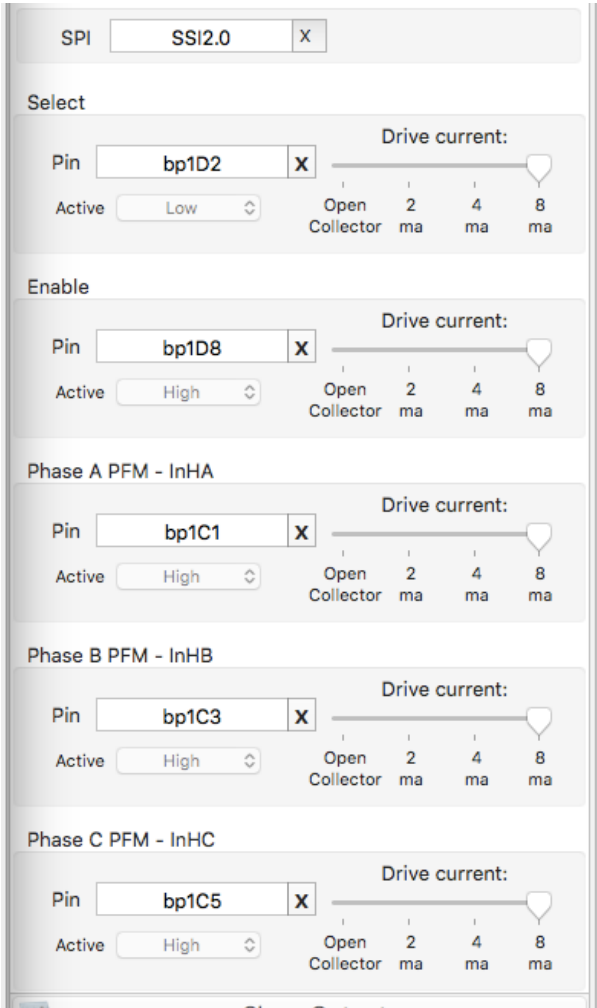 SPI SSI2.0 X
Select
Drive current:
Pin bp1D2 X
Active Low
Open 2 4 8
Collector ma ma ma
Enable
Drive current:
Pin bp1D8 X
Active High
Open 2 4 8
Collector ma ma ma
Phase A PFM - InHA
Drive current:
Pin bp1C1 X
Active High
Open 2 4 8
Collector ma ma ma
Phase B PFM - InHB
Drive current:
Pin bp1C3 X
Active High
Open 2 4 8
Collector ma ma ma
Phase C PFM - InHC
Drive current:
Pin bp1C5 X
Active High
Open 2 4 8
Collector ma ma ma